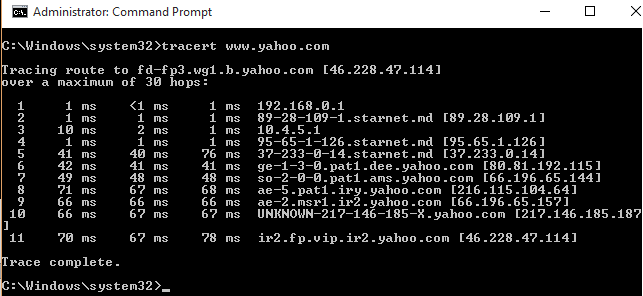 Administrator: Command Prompt
C:\Windows\system32>tracert www.yahoo.com
Tracing route to fd-fp3.wg1.b.yahoo.com [46.228.47.114]
over a maximum of 30 hops:
1 1 ms <1 ms 1 ms 192.168.0.1
2 1 ms 1 ms 1 ms 89-28-109-1.starnet.md [89.28.109.1]
3 10 ms 2 ms 1 ms 10.4.5.1
4 1 ms 1 ms 1 ms 95-65-1-126.starnet.md [95.65.1.126]
5 41 ms 40 ms 76 ms 37-233-0-14.starnet.md [37.233.0.14]
6 42 ms 41 ms 41 ms ge-1-3-0.pat1.dee.yahoo.com [80.81.192.115]
7 49 ms 48 ms 48 ms so-2-0-0.pat1.ams.yahoo.com [66.196.65.144]
8 71 ms 67 ms 68 ms ae-5.pat1.iry.yahoo.com [216.115.104.64]
9 66 ms 66 ms 66 ms ae-2.msr1.ir2.yahoo.com [66.196.65.157]
10 66 ms 67 ms 67 ms UNKNOWN-217-146-185-X.yahoo.com [217.146.185.187
]
11 70 ms 67 ms 78 ms ir2.fp.vip.ir2.yahoo.com [46.228.47.114]
Trace complete.
C:\Windows\system32>_